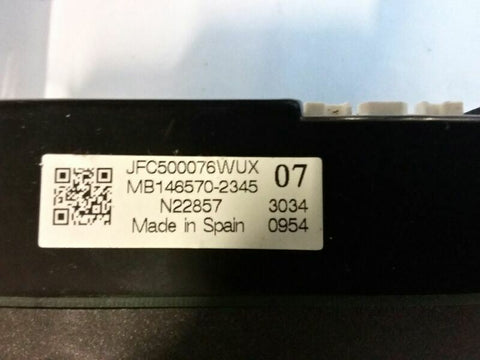 JFC500076WUX 07
MB146570-2345
N22857 3034
Made in Spain 0954